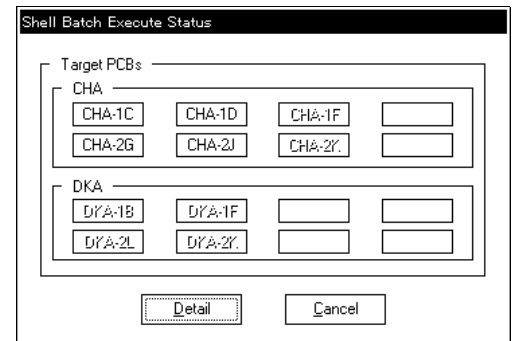 Shell Batch Execute Status
Target PCBs
CHA
CHA-1C CHA-1D CHA-1F
CHA-2G CHA-2J CHA-2K
DKA
DKA-1B DKA-1F
DKA-2L DKA-2K
Detail Cancel